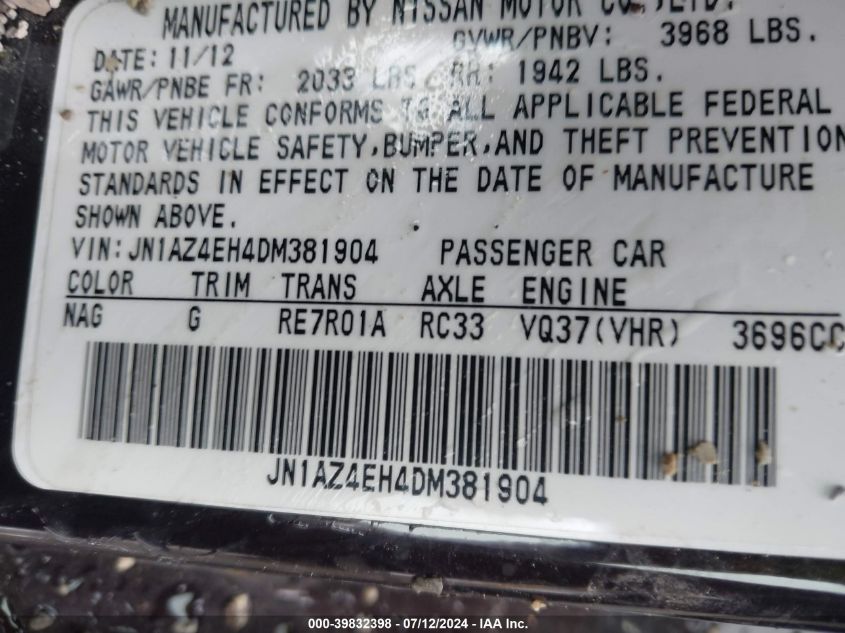 MANUFACTURED BY NISSAN MOTOR CO.,LTD.
GVWR/PNBV: 3968 LBS.
DATE: 11/12
GAWR/PNBE FR: 2033 LBS. RR: 1942 LBS.
THIS VEHICLE CONFORMS TO ALL APPLICABLE FEDERAL
MOTOR VEHICLE SAFETY,BUMPER,AND THEFT PREVENTION
STANDARDS IN EFFECT ON THE DATE OF MANUFACTURE
SHOWN ABOVE.
VIN:JN1AZ4EH4DM381904 PASSENGER CAR
COLOR TRIM TRANS AXLE ENGINE
NAG G RE7R01A RC33 VQ37(VHR) 3696CC
JN1AZ4EH4DM381904
000-39832398 - 07/12/2024 - IAA Inc.